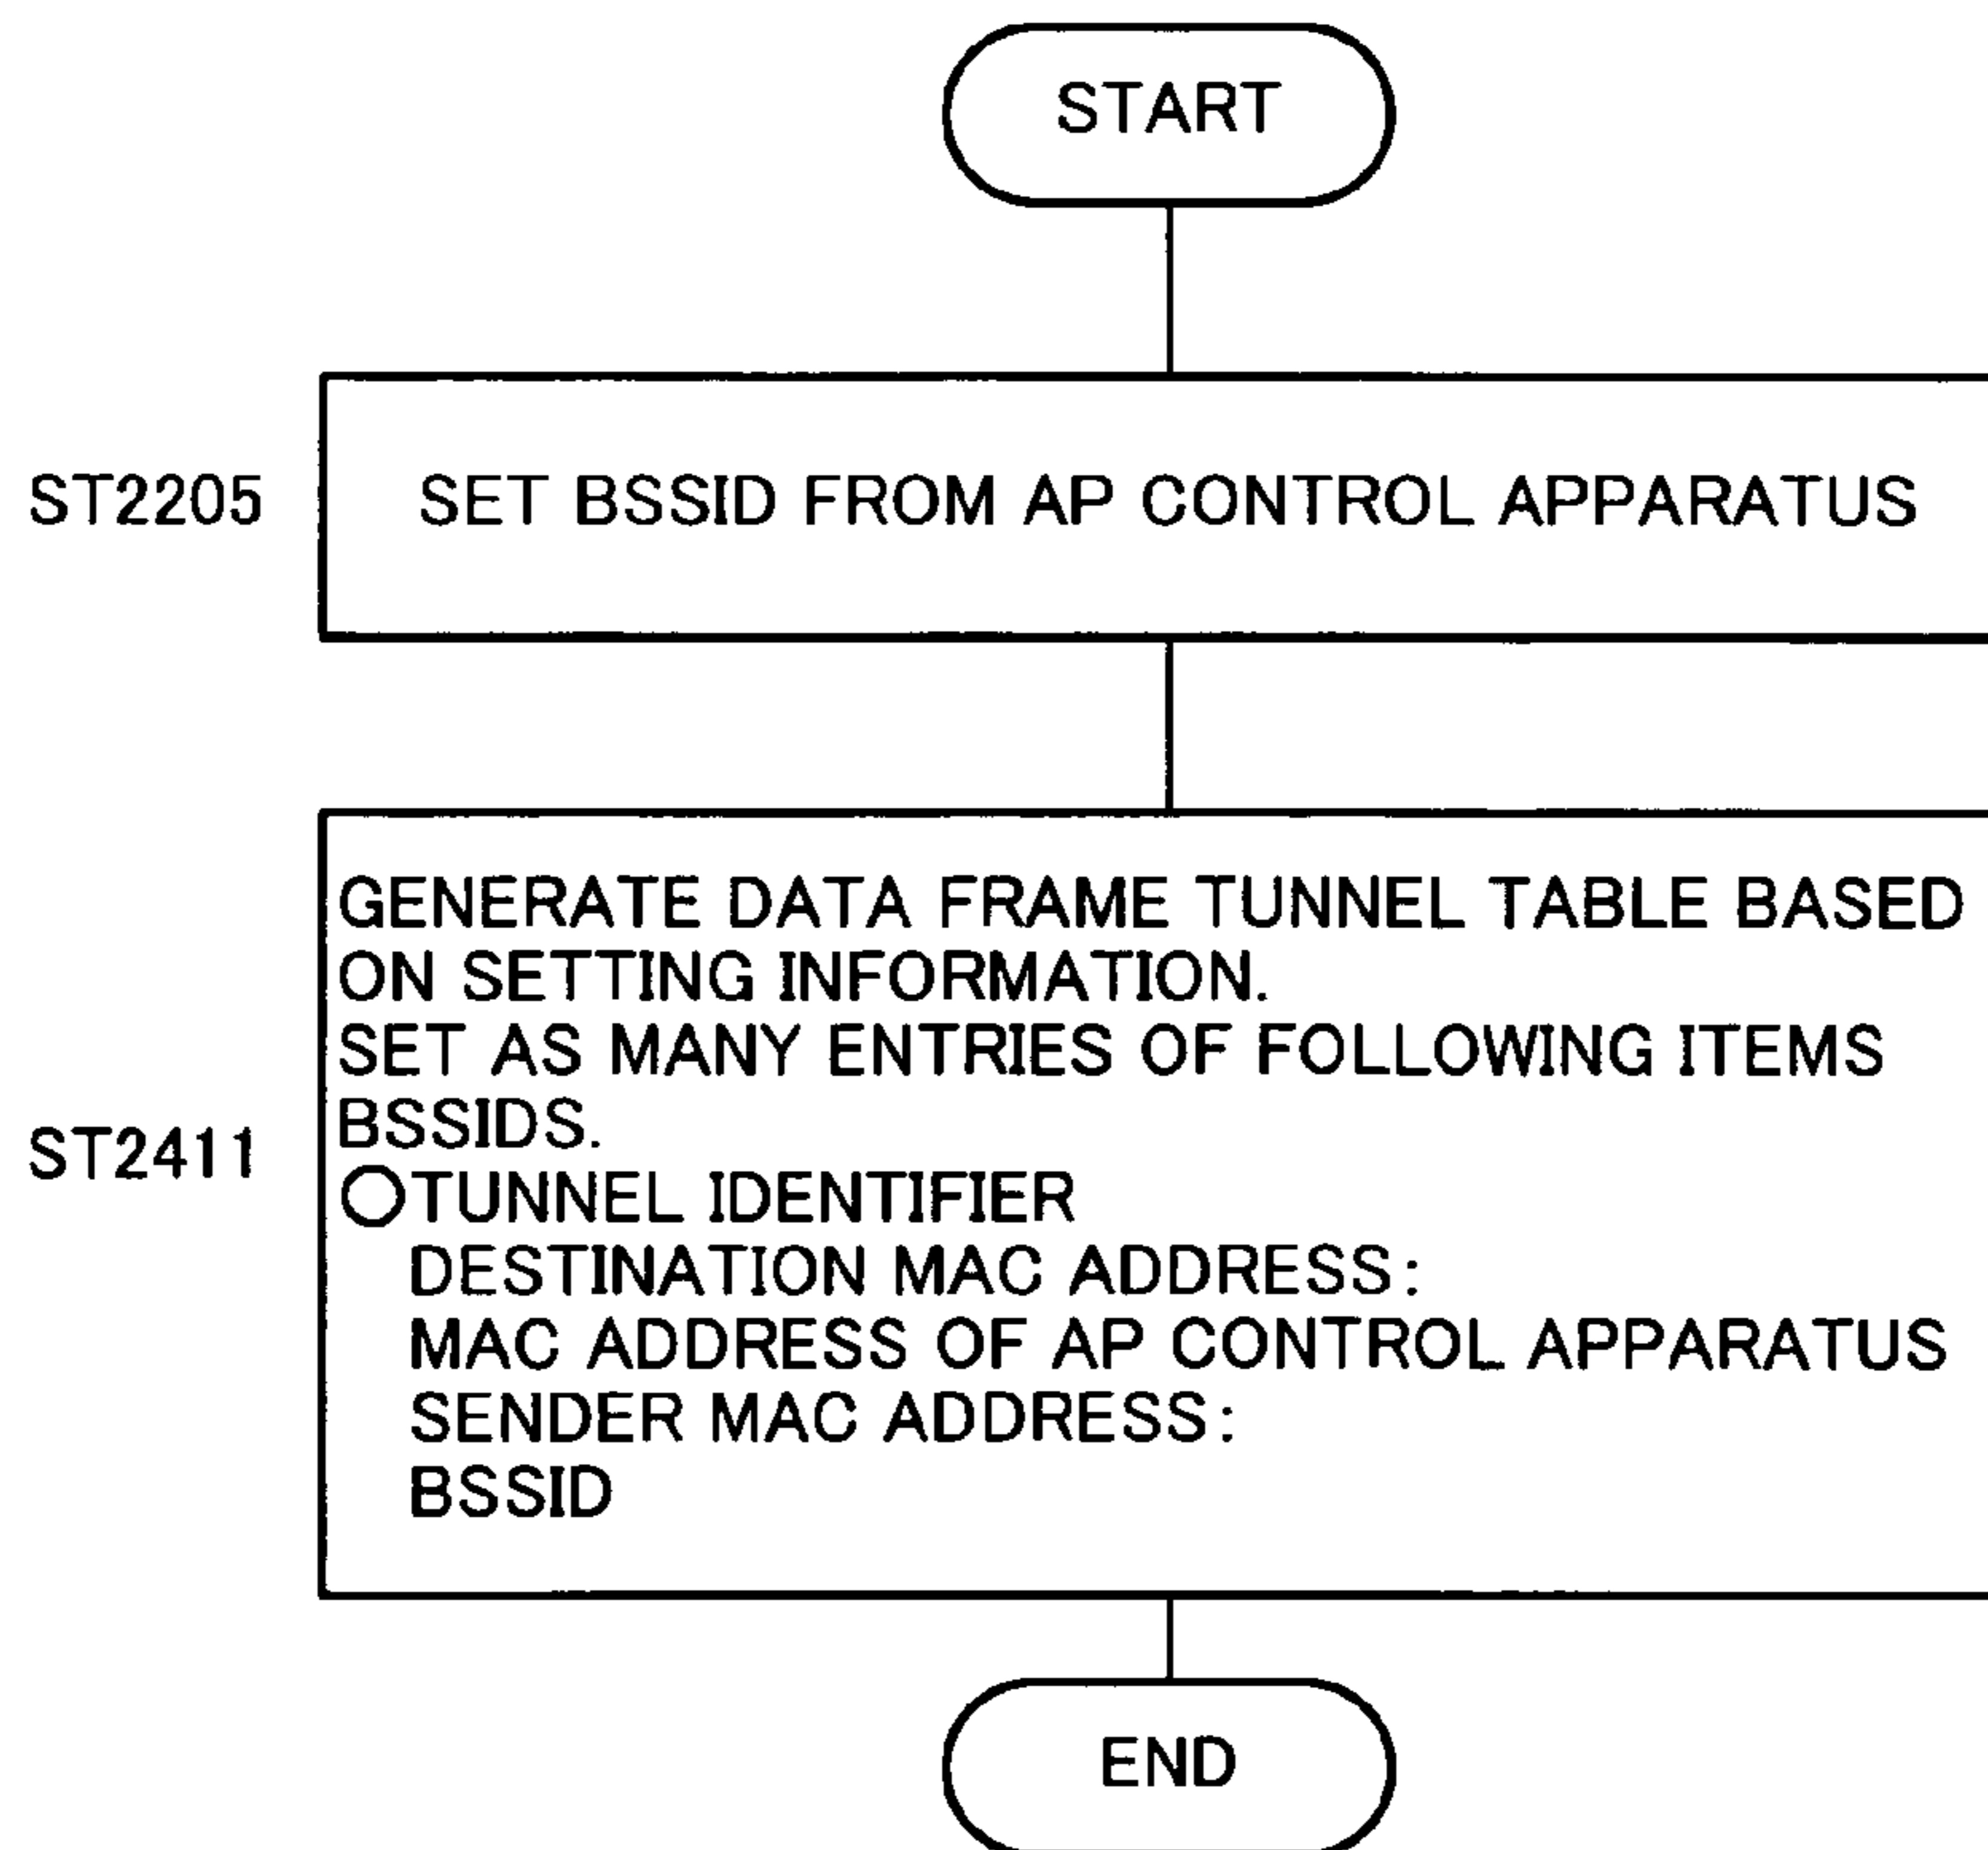 START
ST2205
SET BSSID FROM AP CONTROL APPARATUS
ST2411
GENERATE DATA FRAME TUNNEL TABLE BASED
ON SETTING INFORMATION.
SET AS MANY ENTRIES OF FOLLOWING ITEMS
BSSIDS.
○TUNNEL IDENTIFIER
DESTINATION MAC ADDRESS:
MAC ADDRESS OF AP CONTROL APPARATUS
SENDER MAC ADDRESS:
BSSID
END